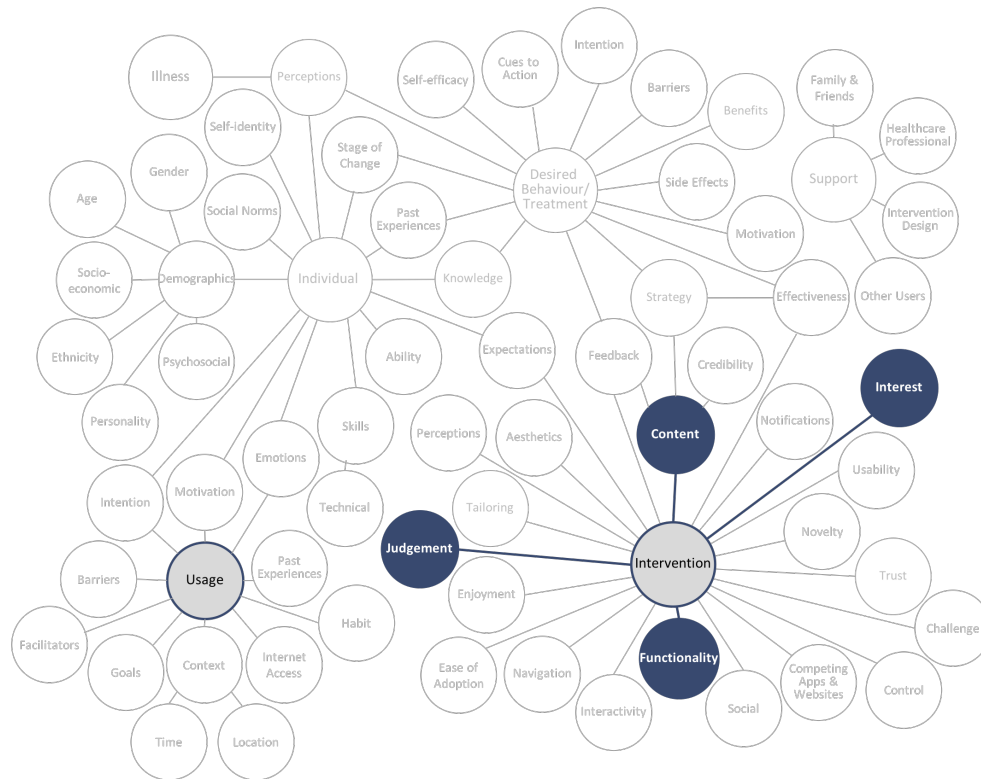 Illness
Perceptions
Self-efficacy
Cues to
Action
Intention
Barriers
Benefits
Family &
Friends
Healthcare
Professional
Self-identity
Stage of
Change
Desired
Behaviour/
Treatment
Side Effects
Support
Intervention
Design
Gender
Age
Social Norms
Past
Experiences
Motivation
Socio-
economic
Demographics
Individual
Knowledge
Strategy
Effectiveness
Other Users
Ethnicity
Psychosocial
Ability
Expectations
Feedback
Credibility
Interest
Personality
Skills
Perceptions
Aesthetics
Content
Notifications
Emotions
Usability
Intention
Motivation
Technical
Tailoring
Novelty
Judgement
Intervention
Trust
Barriers
Usage
Past
Experiences
Enjoyment
Facilitators
Habit
Challenge
Goals
Context
Internet
Access
Ease of
Adoption
Navigation
Functionality
Competing
Apps &
Websites
Control
Interactivity
Social
Time
Location